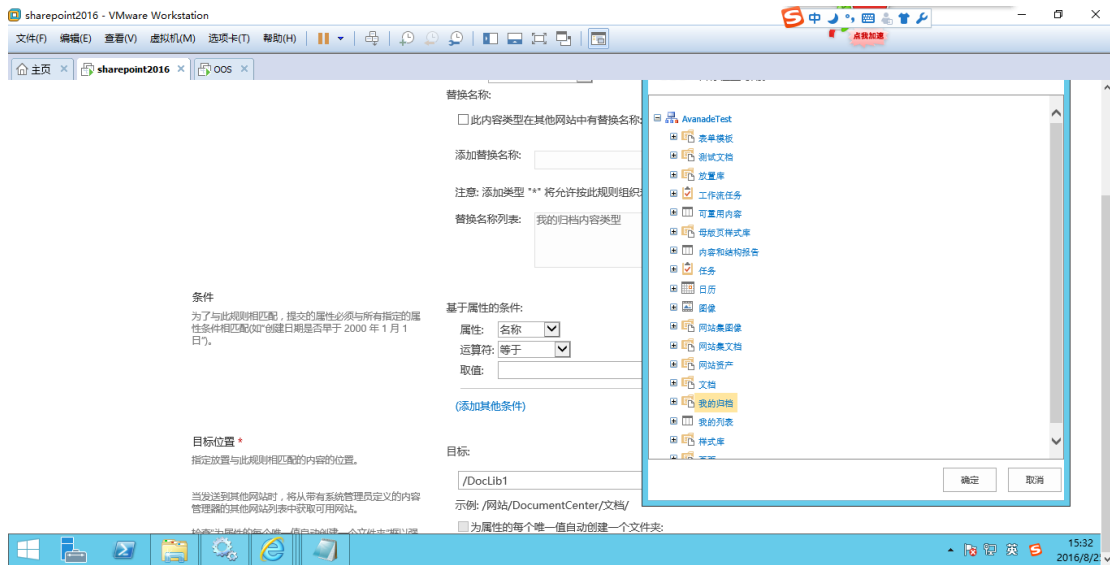 sharepoint2016 - VMware Workstation
中
点我加速
文件(F) 编辑(E) 查看(V) 虚拟机(M) 选项卡(T) 帮助(H)
主页 sharepoint2016 OOS
替换名称:
此内容类型在其他网站中有替换名称:
添加替换名称:
注意: 添加类型 "*" 将允许按此规则组织
替换名称列表: 我的归档内容类型
条件
为了与此规则相匹配，提交的属性必须与所有指定的属
性条件相匹配(如"创建日期是否早于 2000 年 1 月 1
日")。
基于属性的条件:
属性: 名称
运算符: 等于
取值:
(添加其他条件)
目标位置 *
指定放置与此规则相匹配的内容的位置。
当发送到其他网站时，将从带有系统管理员定义的内容
管理器的其他网站列表中获取可用网站。
目标:
/DocLib1
示例: /网站/DocumentCenter/文档/
为属性的每个唯一值自动创建一个文件夹:
AvanadeTest
表单模板
测试文档
放置库
工作流任务
可重用内容
母版页样式库
内容和结构报告
任务
日历
图像
网站集图像
网站集文档
网站资产
文档
我的归档
我的列表
样式库
确定 取消
英
15:32
2016/8/2